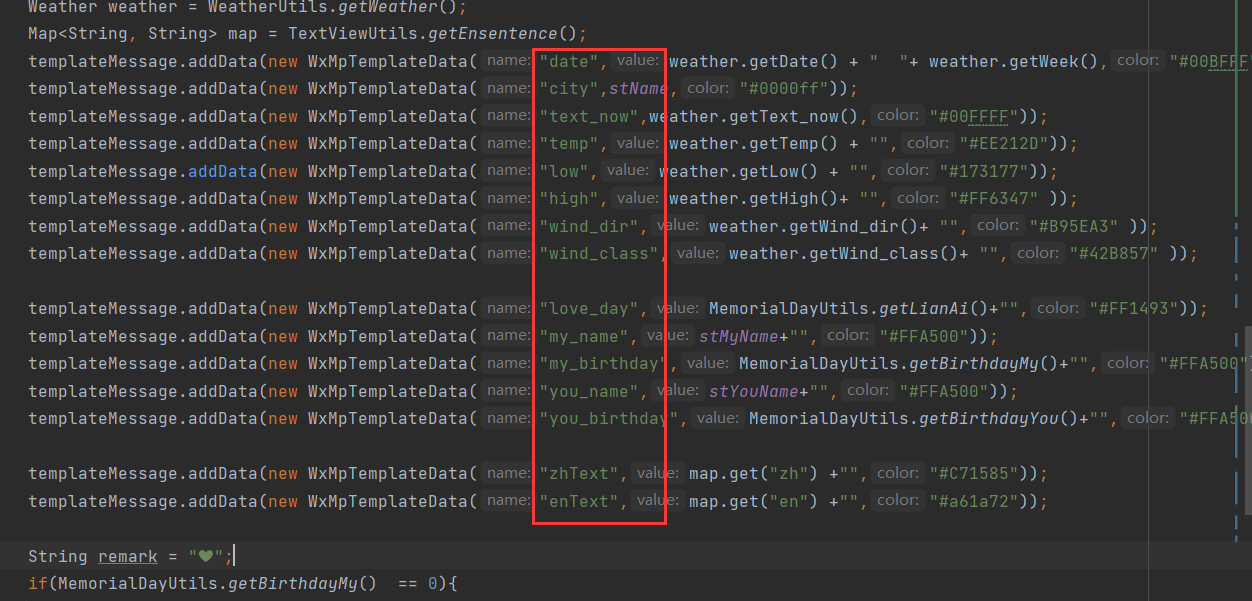 Weather weather = WeatherUtils.getWeather();
Map<String, String> map = TextViewUtils.getEnsentence();
templateMessage.addData(new WxMpTemplateData( name: "date", value: weather.getDate() + "  "+ weather.getWeek(), color: "#00BFFF"
templateMessage.addData(new WxMpTemplateData( name: "city",stName, color: "#0000ff"));
templateMessage.addData(new WxMpTemplateData( name: "text_now",weather.getText_now(), color: "#00FFFF"));
templateMessage.addData(new WxMpTemplateData( name: "temp", value: weather.getTemp() + "", color: "#EE212D"));
templateMessage.addData(new WxMpTemplateData( name: "low", value: weather.getLow() + "", color: "#173177"));
templateMessage.addData(new WxMpTemplateData( name: "high", value: weather.getHigh()+ "", color: "#FF6347" ));
templateMessage.addData(new WxMpTemplateData( name: "wind_dir", value: weather.getWind_dir()+ "", color: "#B95EA3" ));
templateMessage.addData(new WxMpTemplateData( name: "wind_class", value: weather.getWind_class()+ "", color: "#42B857" ));
templateMessage.addData(new WxMpTemplateData( name: "love_day", value: MemorialDayUtils.getLianAi()+"", color: "#FF1493"));
templateMessage.addData(new WxMpTemplateData( name: "my_name", value: stMyName+"", color: "#FFA500"));
templateMessage.addData(new WxMpTemplateData( name: "my_birthday", value: MemorialDayUtils.getBirthdayMy()+"", color: "#FFA500")
templateMessage.addData(new WxMpTemplateData( name: "you_name", value: stYouName+"", color: "#FFA500"));
templateMessage.addData(new WxMpTemplateData( name: "you_birthday", value: MemorialDayUtils.getBirthdayYou()+"", color: "#FFA500
templateMessage.addData(new WxMpTemplateData( name: "zhText", value: map.get("zh") +"", color: "#C71585"));
templateMessage.addData(new WxMpTemplateData( name: "enText", value: map.get("en") +"", color: "#a61a72"));
String remark = "❤";
if(MemorialDayUtils.getBirthdayMy()  == 0){